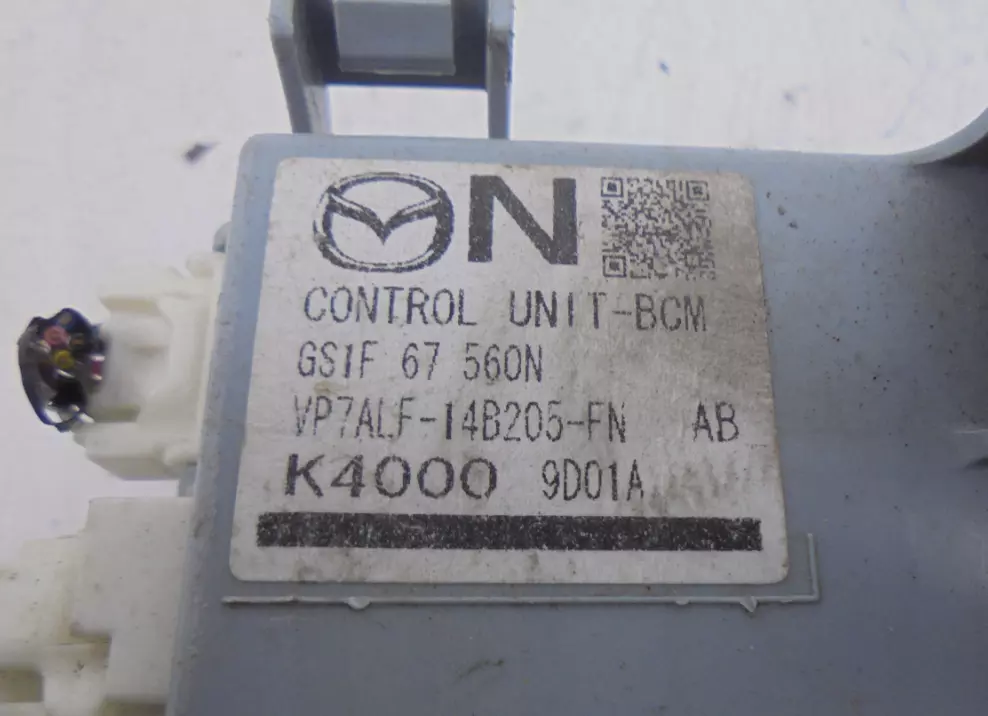 N
CONTROL UNIT-BCM
GS1F 67 560N
VP7ALF-14B205-FN AB
K4000 9D01A